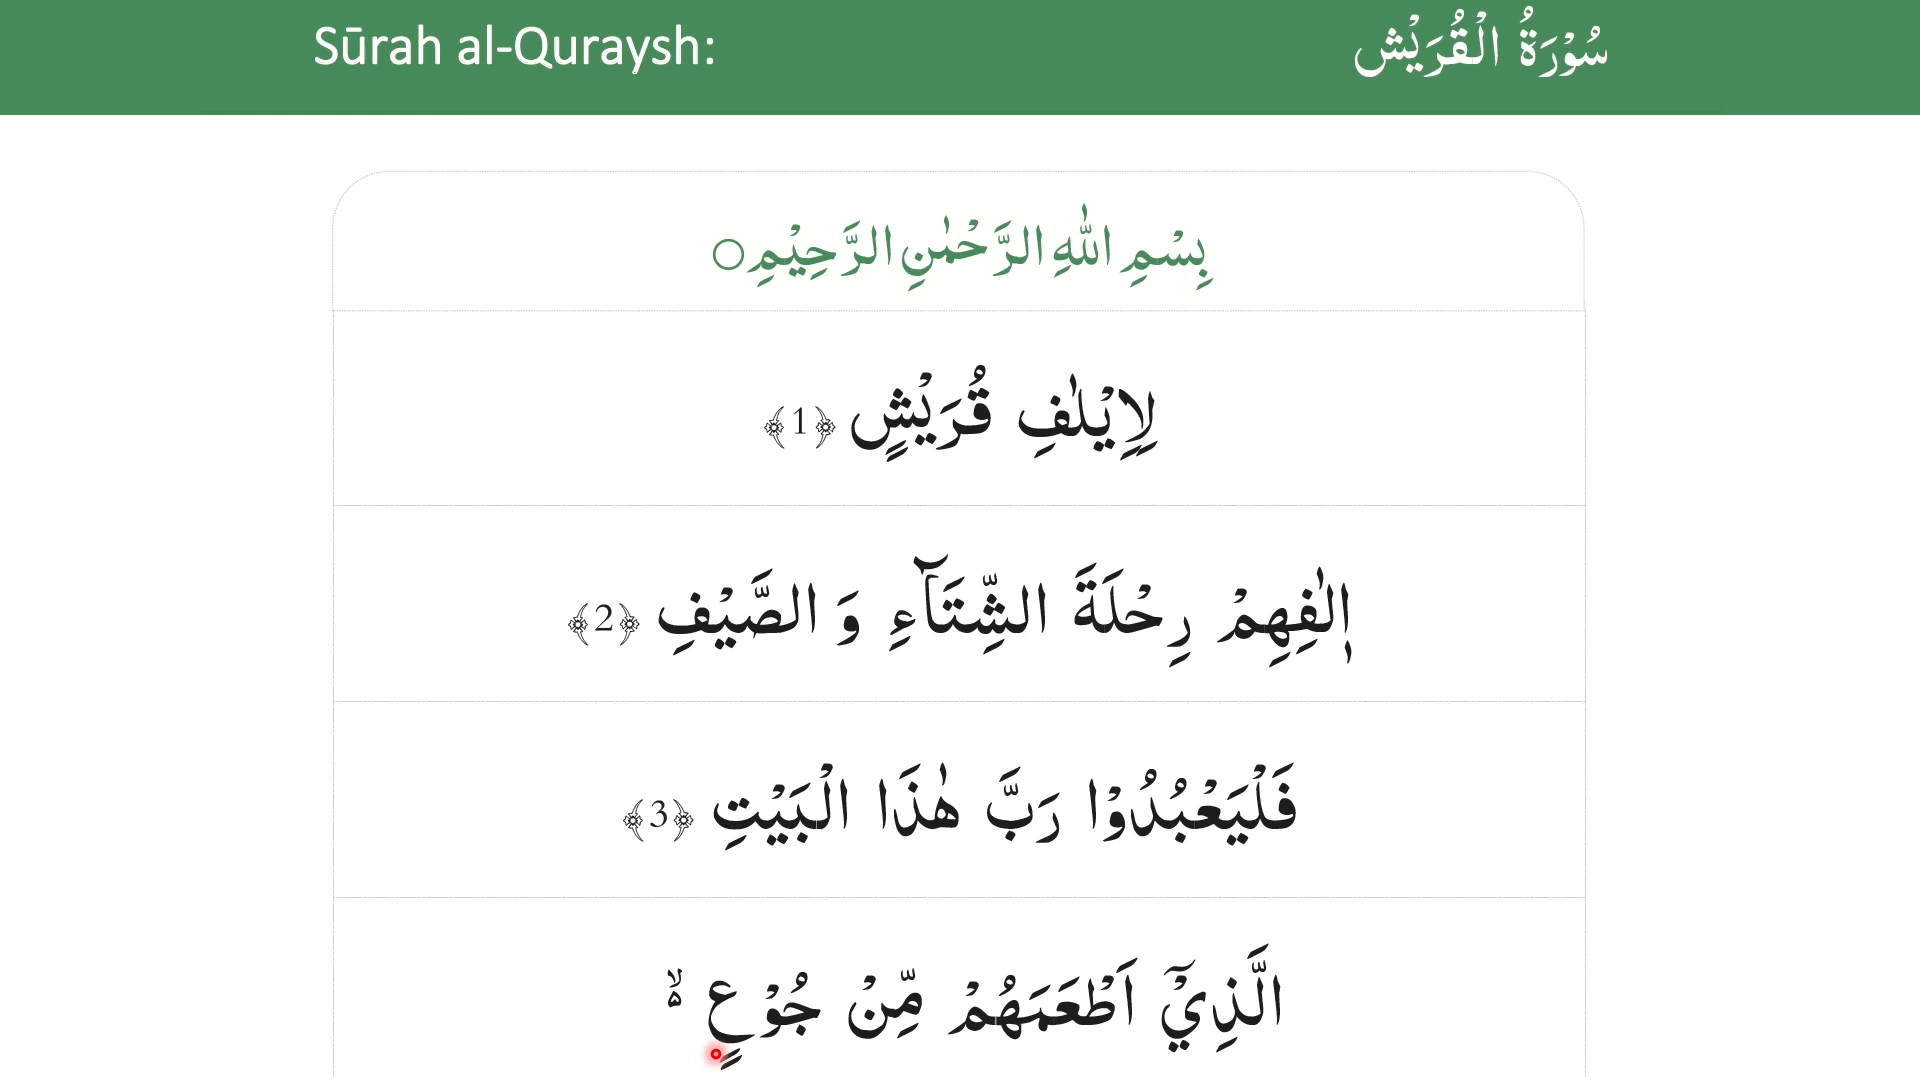 Sūrah al-Quraysh: سُوْرَةُ الْقُرَيْش
بِسْمِ اللّٰهِ الرَّحْمٰنِ الرَّحِيْمِ○
لِاِيْلٰفِ قُرَيْشٍ ﴿1﴾
اٖلٰفِهِمْ رِحْلَةَ الشِّتَآءِ وَ الصَّيْفِ ﴿2﴾
فَلْيَعْبُدُوْا رَبَّ هٰذَا الْبَيْتِ ﴿3﴾
الَّذِيْۤ اَطْعَمَهُمْ مِّنْ جُوْعٍ ۙ۬